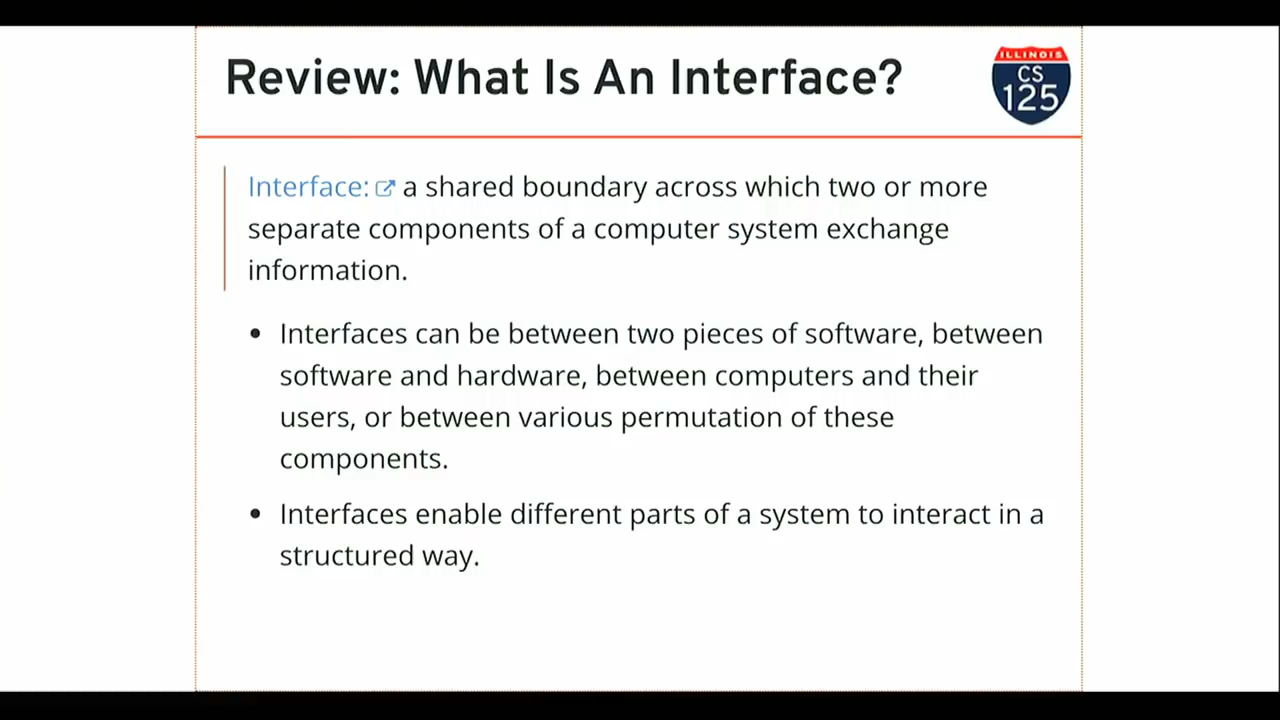 Review: What Is An Interface?
ILLINOIS
CS
125
Interface: a shared boundary across which two or more
separate components of a computer system exchange
information.
• Interfaces can be between two pieces of software, between
software and hardware, between computers and their
users, or between various permutation of these
components.
• Interfaces enable different parts of a system to interact in a
structured way.